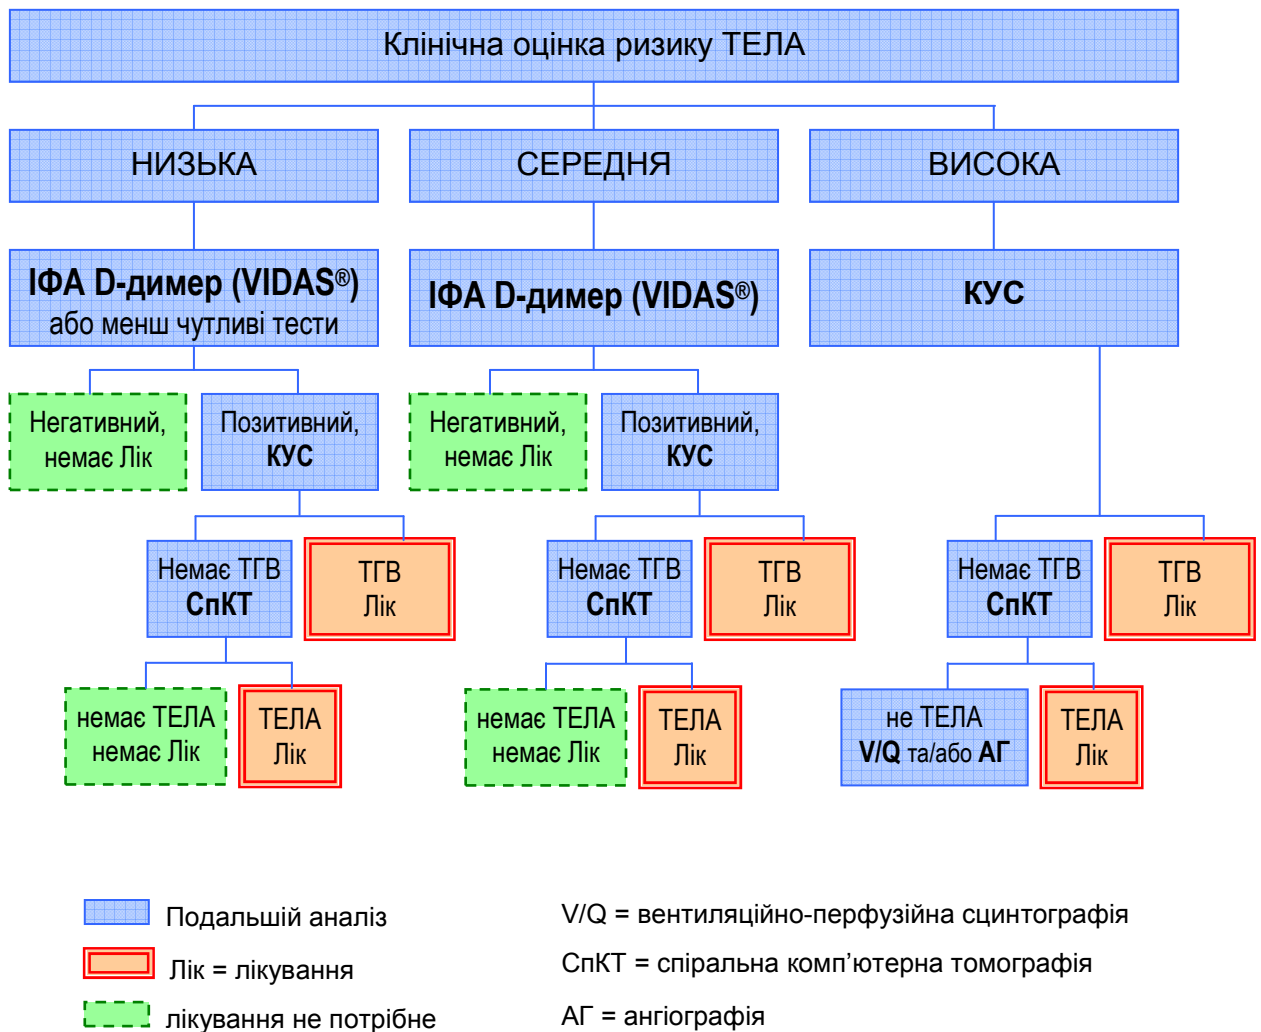 Клінічна оцінка ризику ТЕЛА
НИЗЬКА
СЕРЕДНЯ
ВИСОКА
ІФА D-димер (VIDAS®)
або менш чутливі тести
ІФА D-димер (VIDAS®)
КУС
Негативний,
немає Лік
Позитивний,
КУС
Негативний,
немає Лік
Позитивний,
КУС
Немає ТГВ
СпКТ
ТГВ
Лік
Немає ТГВ
СпКТ
ТГВ
Лік
Немає ТГВ
СпКТ
ТГВ
Лік
немає ТЕЛА
немає Лік
ТЕЛА
Лік
немає ТЕЛА
немає Лік
ТЕЛА
Лік
не ТЕЛА
V/Q та/або АГ
ТЕЛА
Лік
Подальшій аналіз
Лік = лікування
лікування не потрібне
V/Q = вентиляційно-перфузійна сцинтографія
СпКТ = спіральна комп’ютерна томографія
АГ = ангіографія